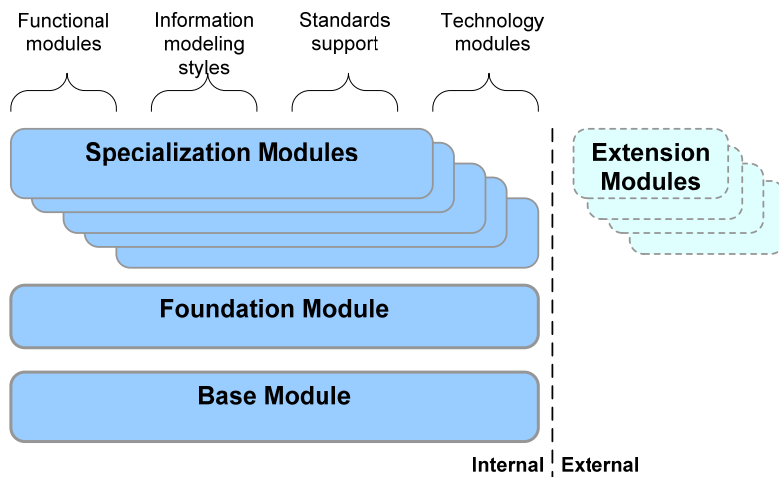 Functional
modules
Information
modeling
styles
Standards
support
Technology
modules
Specialization Modules
Extension
Modules
Foundation Module
Base Module
Internal
External